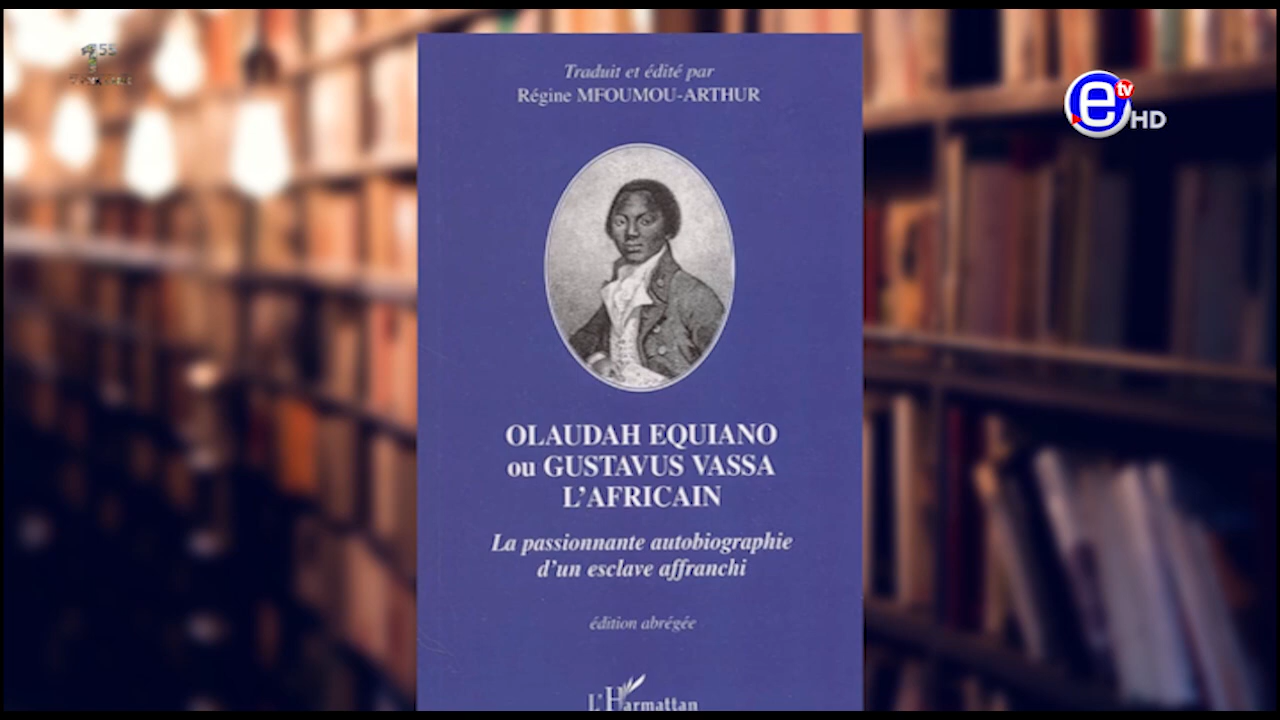 Traduit et édité par
Régine MFOUMOU-ARTHUR
OLAUDAH EQUIANO
ou GUSTAVUS VASSA
L'AFRICAIN
La passionnante autobiographie
d'un esclave affranchi
édition abrégée
L'Harmattan
e tv
HD